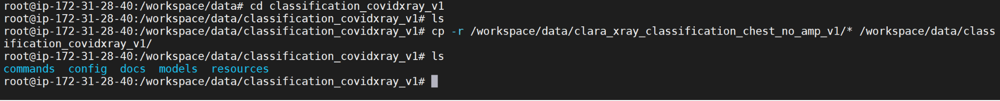 root@ip-172-31-28-40:/workspace/data# cd classification_covidxray_v1
root@ip-172-31-28-40:/workspace/data/classification_covidxray_v1# ls
root@ip-172-31-28-40:/workspace/data/classification_covidxray_v1# cp -r /workspace/data/clara_xray_classification_chest_no_amp_v1/* /workspace/data/class
ification_covidxray_v1/
root@ip-172-31-28-40:/workspace/data/classification_covidxray_v1# ls
commands  config  docs  models  resources
root@ip-172-31-28-40:/workspace/data/classification_covidxray_v1#